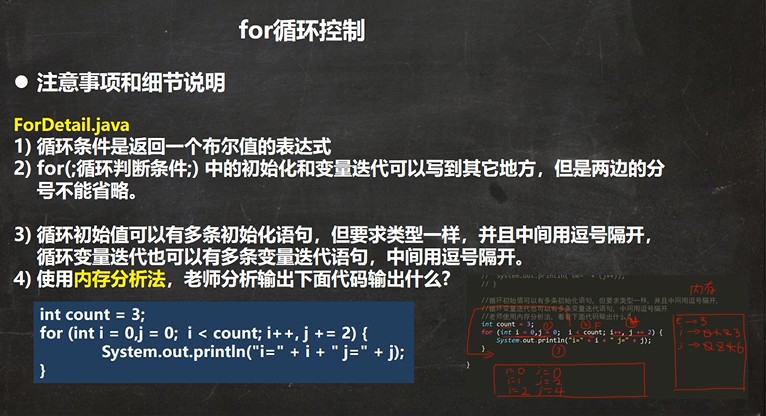 for循环控制
● 注意事项和细节说明
ForDetail.java
1) 循环条件是返回一个布尔值的表达式
2) for(;循环判断条件;) 中的初始化和变量迭代可以写到其它地方，但是两边的分
号不能省略。
3) 循环初始值可以有多条初始化语句，但要求类型一样，并且中间用逗号隔开，
循环变量迭代也可以有多条变量迭代语句，中间用逗号隔开。
4) 使用内存分析法，老师分析输出下面代码输出什么?
int count = 3;
for (int i = 0,j = 0; i < count; i++, j += 2) {
System.out.println("i=" + i + " j=" + j);
}
// }
//循环初始值可以有多条初始化语句，但要求类型一样，并且中间用逗号隔开，
//循环变量迭代也可以有多条变量迭代语句，中间用逗号隔开
//老师使用内存分析法，看看下面代码输出什么
int count = 3;
for (int i = 0,j=0; i < count; i++, j += 2) {
System.out.println("i=" + i + " j=" + j);
}
}
内存
i=0 j=0
i=1 j=2
i=2 j=4